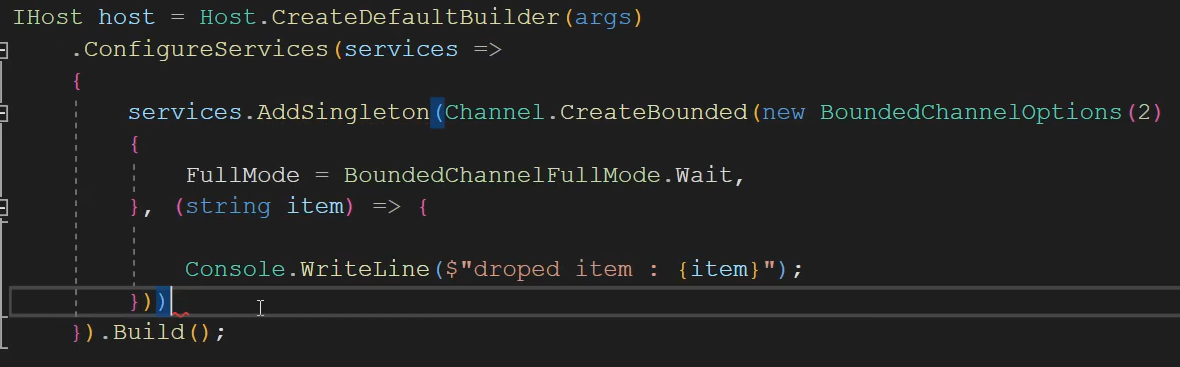 IHost host = Host.CreateDefaultBuilder(args)
.ConfigureServices(services =>
{
services.AddSingleton(Channel.CreateBounded(new BoundedChannelOptions(2)
{
FullMode = BoundedChannelFullMode.Wait,
}, (string item) => {
Console.WriteLine($"droped item : {item}");
}))
}).Build();